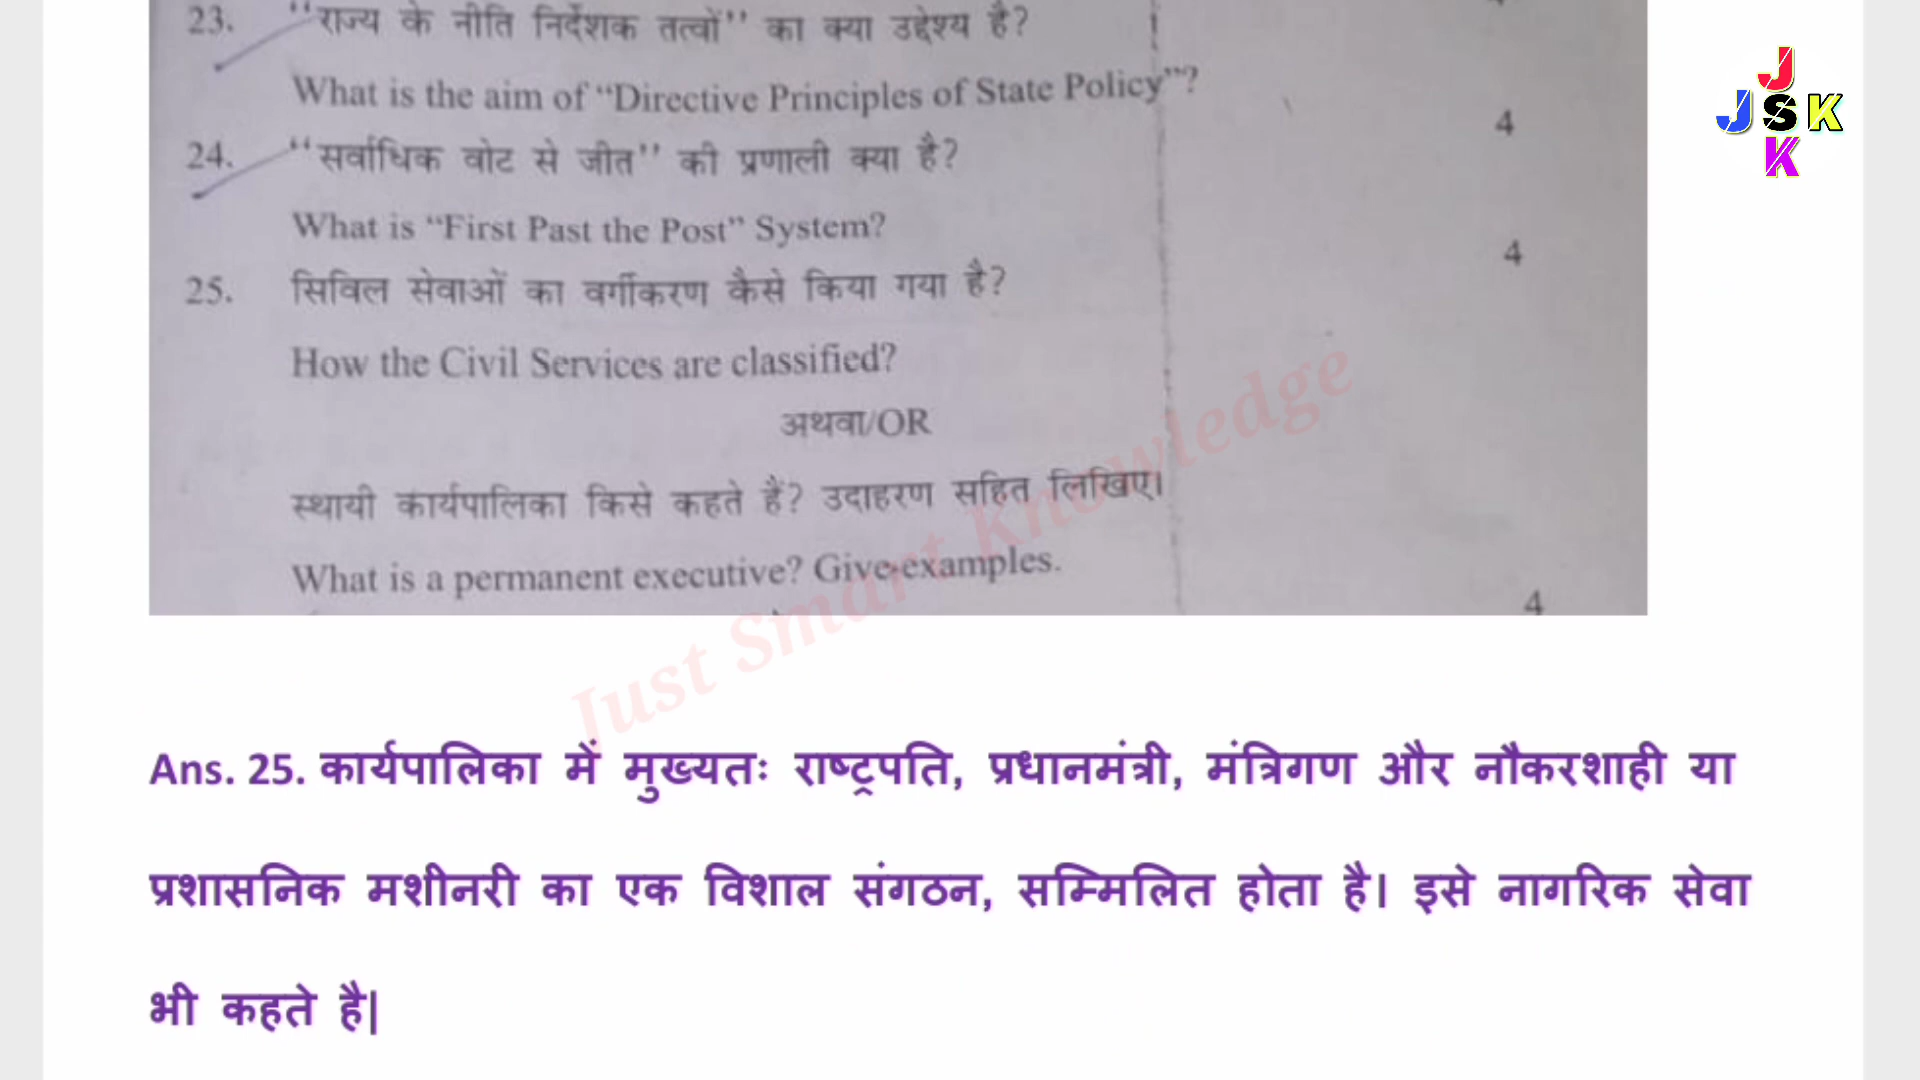 23. "राज्य के नीति निर्देशक तत्वों" का क्या उद्देश्य है?
What is the aim of "Directive Principles of State Policy"?
4
24. "सर्वाधिक वोट से जीत" की प्रणाली क्या है?
What is "First Past the Post" System?
4
25. सिविल सेवाओं का वर्गीकरण कैसे किया गया है?
How the Civil Services are classified?
अथवा/OR
स्थायी कार्यपालिका किसे कहते हैं? उदाहरण सहित लिखिए।
What is a permanent executive? Give examples.
4
J
JSK
K
Just Smart Knowledge
Ans. 25. कार्यपालिका में मुख्यतः राष्ट्रपति, प्रधानमंत्री, मंत्रिगण और नौकरशाही या
प्रशासनिक मशीनरी का एक विशाल संगठन, सम्मिलित होता है। इसे नागरिक सेवा
भी कहते है|